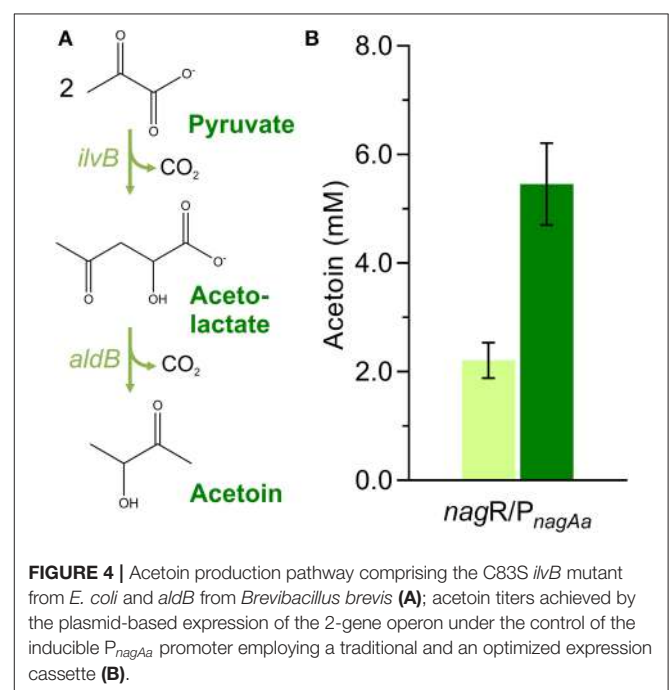 A
B
O
2
O⁻
O
Pyruvate
ilvB
CO₂
O
O⁻
O
OH
Aceto-
lactate
aldB
CO₂
O
OH
Acetoin
8.0
6.0
4.0
2.0
0.0
Acetoin (mM)
nagR/PnagAa
FIGURE 4 | Acetoin production pathway comprising the C83S ilvB mutant
from E. coli and aldB from Brevibacillus brevis (A); acetoin titers achieved by
the plasmid-based expression of the 2-gene operon under the control of the
inducible PnagAa promoter employing a traditional and an optimized expression
cassette (B).